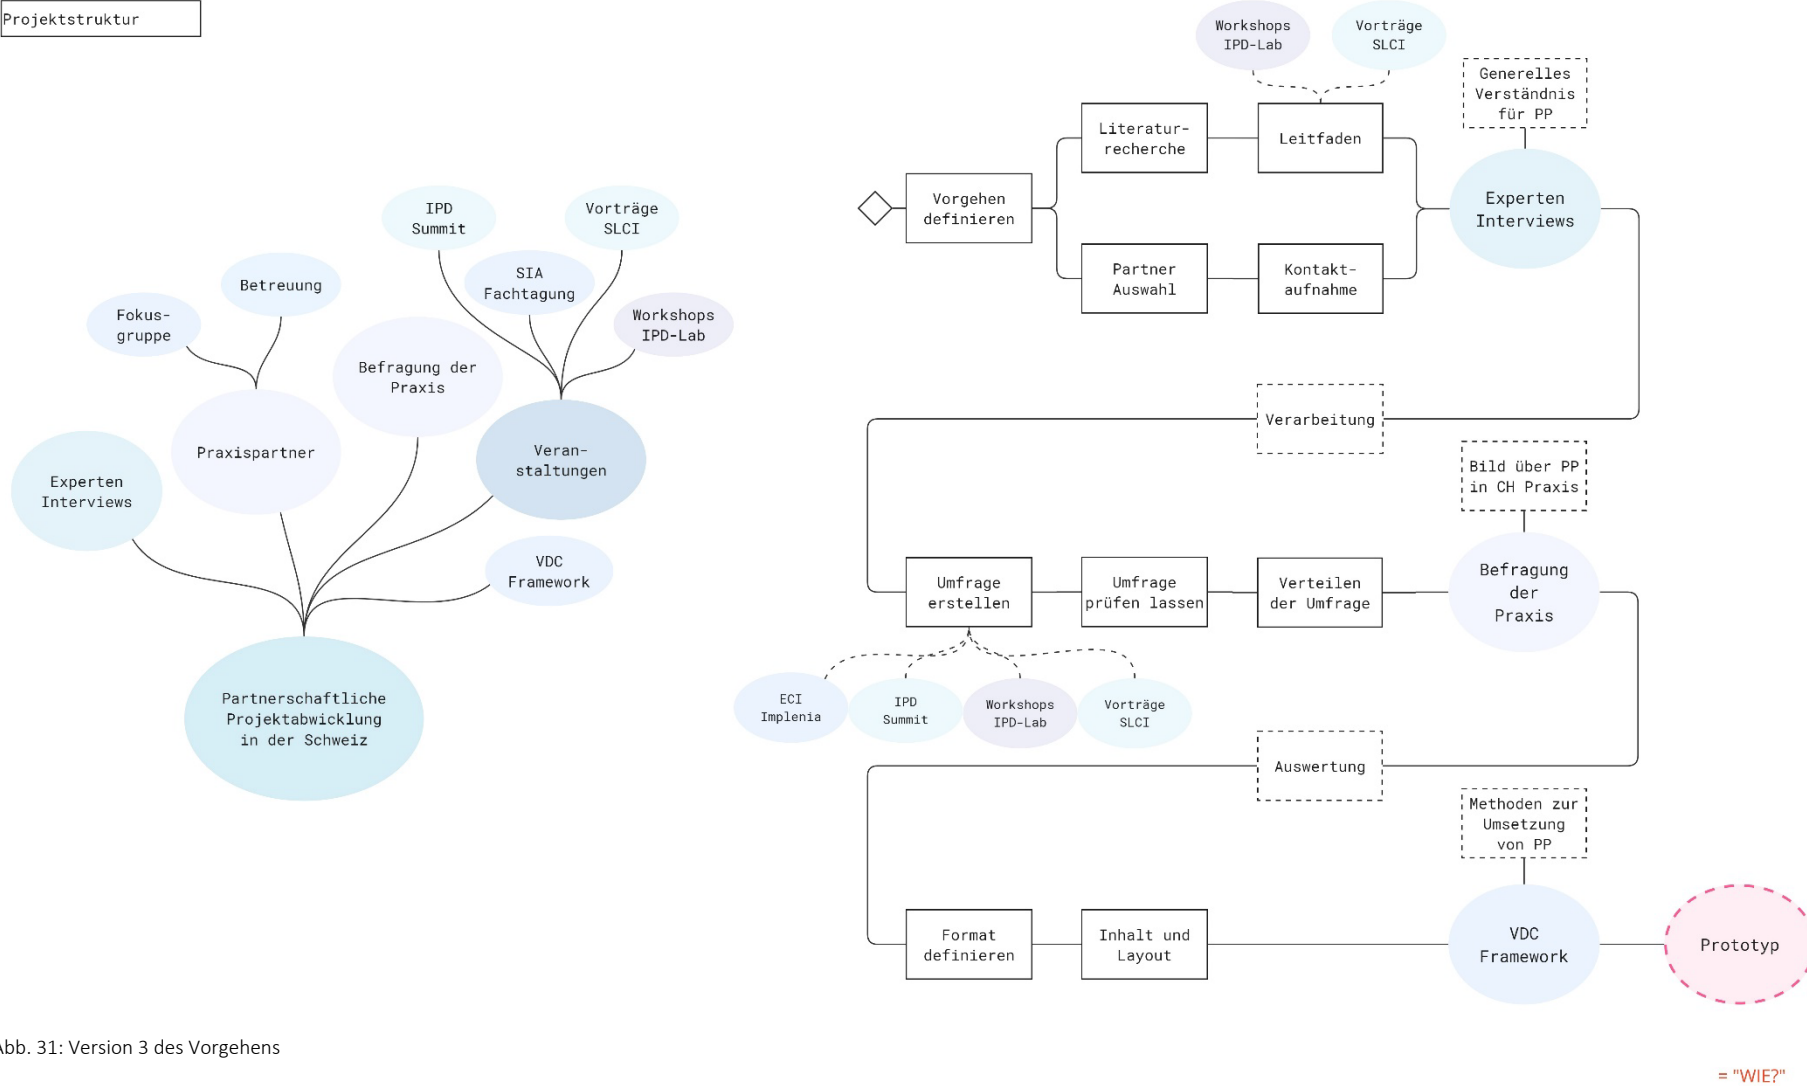 Projektstruktur
IPD
Summit
Vorträge
SLCI
SIA
Fachtagung
Betreuung
Fokus-
gruppe
Workshops
IPD-Lab
Befragung der
Praxis
Praxispartner
Veran-
staltungen
Experten
Interviews
VDC
Framework
Partnerschaftliche
Projektabwicklung
in der Schweiz
Workshops
IPD-Lab
Vorträge
SLCI
Generelles
Verständnis
für PP
Literatur-
recherche
Leitfaden
Vorgehen
definieren
Experten
Interviews
Partner
Auswahl
Kontakt-
aufnahme
Verarbeitung
Bild über PP
in CH Praxis
Umfrage
erstellen
Umfrage
prüfen lassen
Verteilen
der Umfrage
Befragung
der
Praxis
ECI
Implenia
IPD
Summit
Workshops
IPD-Lab
Vorträge
SLCI
Auswertung
Methoden zur
Umsetzung
von PP
Format
definieren
Inhalt und
Layout
VDC
Framework
Prototyp
Abb. 31: Version 3 des Vorgehens
= "WIE?"